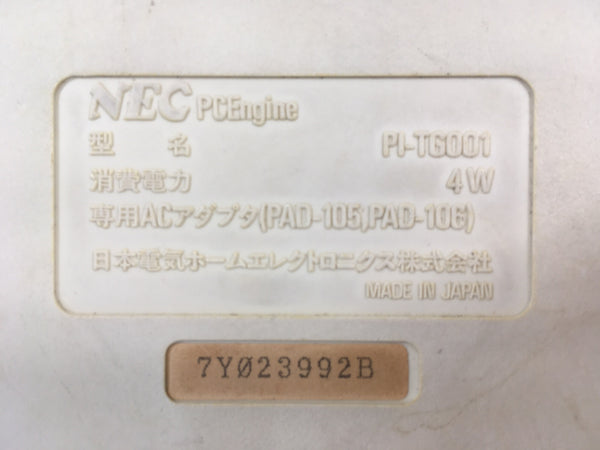 NEC PCEngine
型 名 PI-TG001
消費電力 4W
専用ACアダプタ(PAD-105,PAD-106)
日本電気ホームエレクトロニクス株式会社
MADE IN JAPAN
7Y023992B